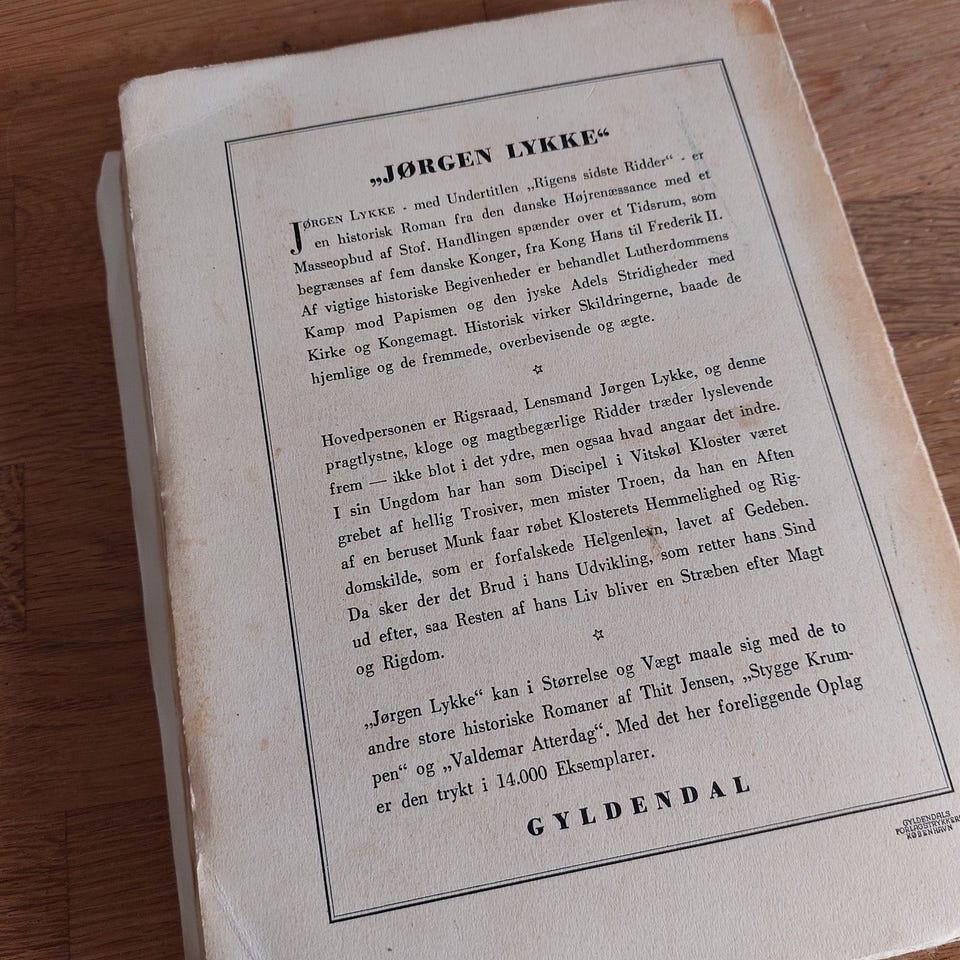 „JØRGEN LYKKE“
JØRGEN LYKKE - med Undertitlen „Rigens sidste Ridder“ - er
en historisk Roman fra den danske Højrenæssance med et
Masseopbud af Stof. Handlingen spænder over et Tidsrum, som
begrænses af fem danske Konger, fra Kong Hans til Frederik II.
Af vigtige historiske Begivenheder er behandlet Lutherdommens
Kamp mod Papismen og den jyske Adels Stridigheder med
Kirke og Kongemagt. Historisk virker Skildringerne, baade de
hjemlige og de fremmede, overbevisende og ægte.
Hovedpersonen er Rigsraad, Lensmand Jørgen Lykke, og denne
pragtlystne, kloge og magtbegærlige Ridder træder lyslevende
frem — ikke blot i det ydre, men ogsaa hvad angaar det indre.
I sin Ungdom har han som Discipel i Vitskøl Kloster været
grebet af hellig Trosiver, men mister Troen, da han en Aften
af en beruset Munk faar røbet Klosterets Hemmelighed og Rig-
domskilde, som er forfalskede Helgenlevn, lavet af Gedeben.
Da sker der det Brud i hans Udvikling, som retter hans Sind
ud efter, saa Resten af hans Liv bliver en Stræben efter Magt
og Rigdom.
„Jørgen Lykke“ kan i Størrelse og Vægt maale sig med de to
andre store historiske Romaner af Thit Jensen, „Stygge Krum-
pen“ og „Valdemar Atterdag“. Med det her foreliggende Oplag
er den trykt i 14.000 Eksemplarer.
GYLDENDAL
GYLDENDALS
FORLAGSTRYKKERI
KØBENHAVN